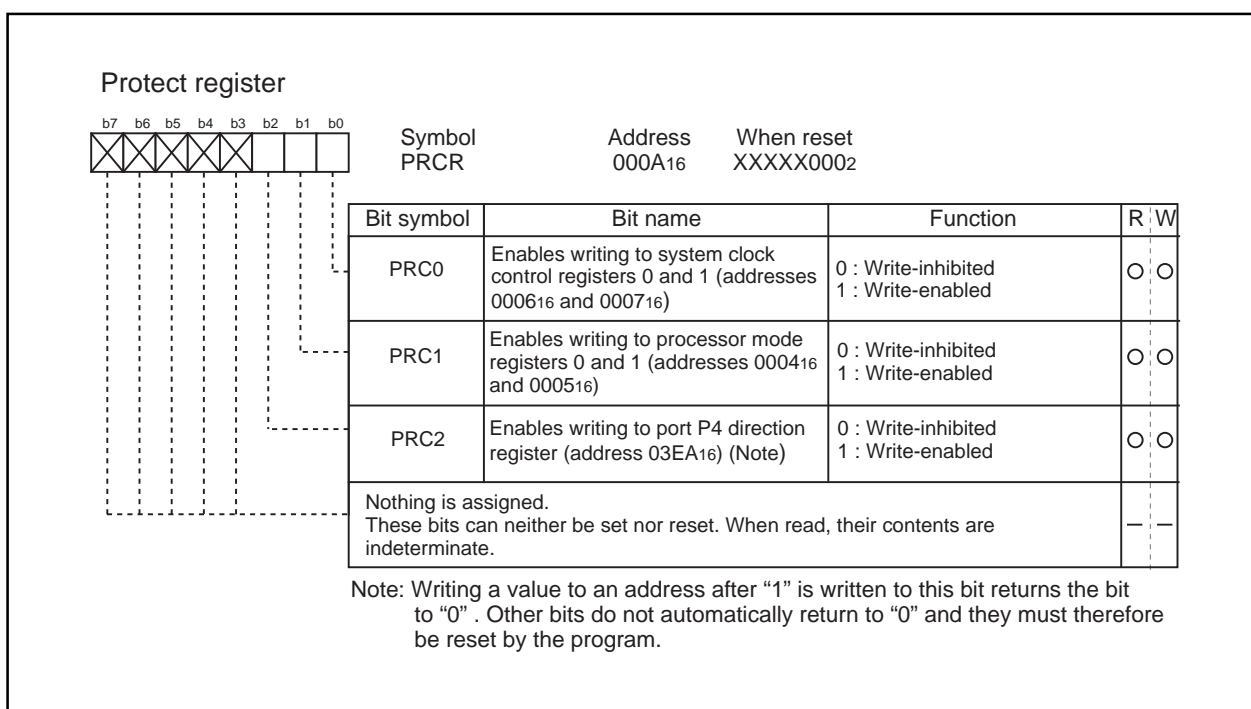 Protect register
b7 b6 b5 b4 b3 b2 b1 b0
Symbol Address When reset
PRCR 000A16 XXXXX0002
Bit symbol Bit name Function R W
PRC0
Enables writing to system clock
control registers 0 and 1 (addresses
000616 and 000716)
0 : Write-inhibited
1 : Write-enabled
PRC1
Enables writing to processor mode
registers 0 and 1 (addresses 000416
and 000516)
0 : Write-inhibited
1 : Write-enabled
PRC2
Enables writing to port P4 direction
register (address 03EA16) (Note)
0 : Write-inhibited
1 : Write-enabled
Nothing is assigned.
These bits can neither be set nor reset. When read, their contents are
indeterminate.
Note: Writing a value to an address after “1” is written to this bit returns the bit
to “0” . Other bits do not automatically return to “0” and they must therefore
be reset by the program.